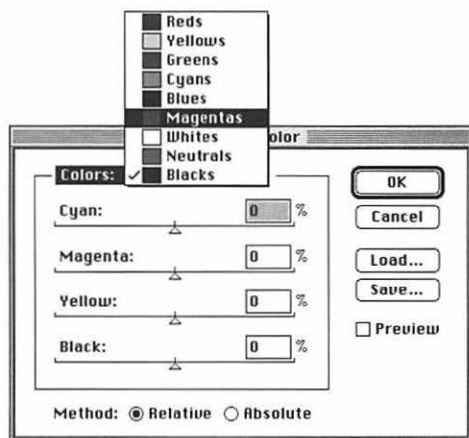 Reds
Yellows
Greens
Cyans
Blues
Magentas
Whites
Neutrals
Blacks
olor
Colors:
Cyan: 0 %
Magenta: 0 %
Yellow: 0 %
Black: 0 %
Method: Relative Absolute
OK
Cancel
Load...
Save...
Preview